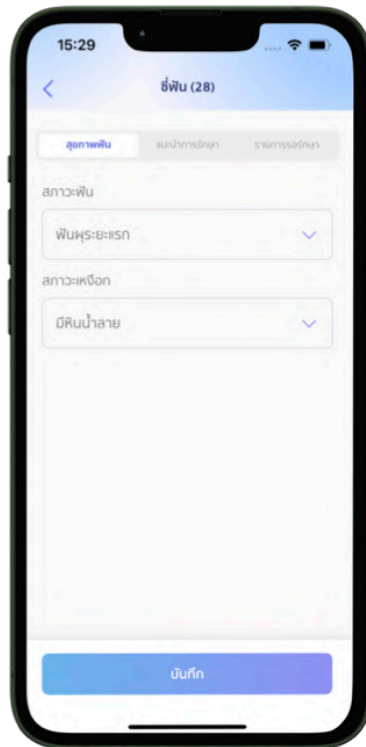 15:29
ซี่ฟัน (28)
สุขภาพฟัน แนะนำการรักษา รายการรอรักษา
สภาวะฟัน
ฟันผุระยะแรก
สภาวะเหงือก
มีหินน้ำลาย
บันทึก